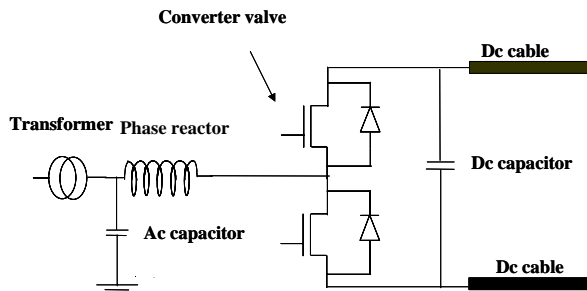 Converter valve
Dc cable
Transformer
Phase reactor
Dc capacitor
Ac capacitor
Dc cable